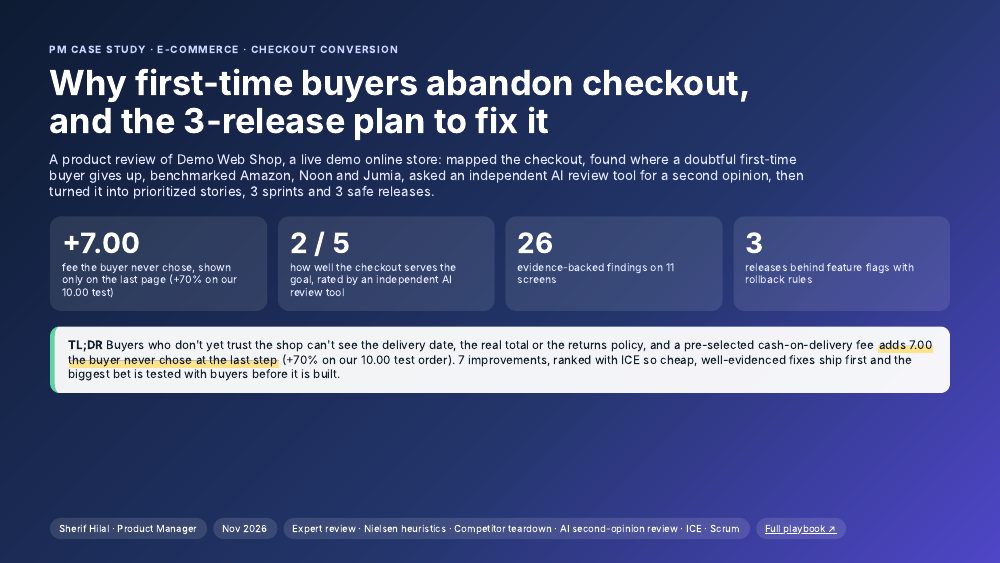 PM CASE STUDY · E-COMMERCE · CHECKOUT CONVERSION
Why first-time buyers abandon checkout,
and the 3-release plan to fix it
A product review of Demo Web Shop, a live demo online store: mapped the checkout, found where a doubtful first-time
buyer gives up, benchmarked Amazon, Noon and Jumia, asked an independent AI review tool for a second opinion, then
turned it into prioritized stories, 3 sprints and 3 safe releases.
+7.00
fee the buyer never chose, shown
only on the last page (+70% on our
10.00 test)
2 / 5
how well the checkout serves the
goal, rated by an independent AI
review tool
26
evidence-backed findings on 11
screens
3
releases behind feature flags with
rollback rules
TL;DR Buyers who don't yet trust the shop can't see the delivery date, the real total or the returns policy, and a pre-selected cash-on-delivery fee adds 7.00
the buyer never chose at the last step (+70% on our 10.00 test order). 7 improvements, ranked with ICE so cheap, well-evidenced fixes ship first and the
biggest bet is tested with buyers before it is built.
Sherif Hilal · Product Manager
Nov 2026
Expert review · Nielsen heuristics · Competitor teardown · AI second-opinion review · ICE · Scrum
Full playbook ↗